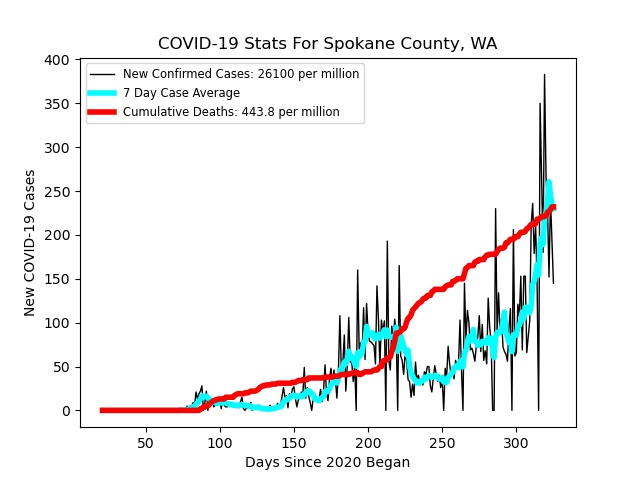 COVID-19 Stats For Spokane County, WA
New Confirmed Cases: 26100 per million
7 Day Case Average
Cumulative Deaths: 443.8 per million
New COVID-19 Cases
400
350
300
250
200
150
100
50
0
50 100 150 200 250 300
Days Since 2020 Began